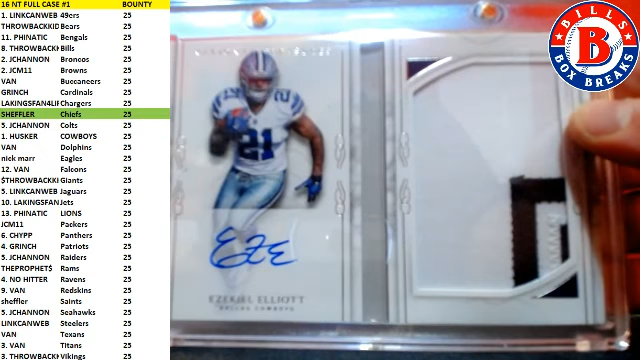 16 NT FULL CASE #1 BOUNTY
1. LINKCANWEB 49ers 25
THROWBACKKID Bears 25
11. PHINATIC Bengals 25
8. THROWBACK Bills 25
2. JCHANNON Broncos 25
2. JCM11 Browns 25
VAN Buccaneers 25
GRINCH Cardinals 25
LAKINGSFAN4LIF Chargers 25
SHEFFLER Chiefs 25
5. JCHANNON Colts 25
1. HUSKER COWBOYS 25
VAN Dolphins 25
nick marr Eagles 25
12. VAN Falcons 25
$THROWBACKKI Giants 25
5. LINKCANWEB Jaguars 25
10. LAKINGSFAN Jets 25
13. PHINATIC LIONS 25
JCM11 Packers 25
6. CHYPP Panthers 25
4. GRINCH Patriots 25
5. JCHANNON Raiders 25
THEPROPHET$ Rams 25
4. NO HITTER Ravens 25
9. VAN Redskins 25
sheffler Saints 25
5. JCHANNON Seahawks 25
LINKCANWEB Steelers 25
VAN Texans 25
3. VAN Titans 25
3. THROWBACK Vikings 25
BILLS
B
BOX BREAKS
21
21
EZE
EZEKIEL ELLIOTT
DALLAS COWBOYS